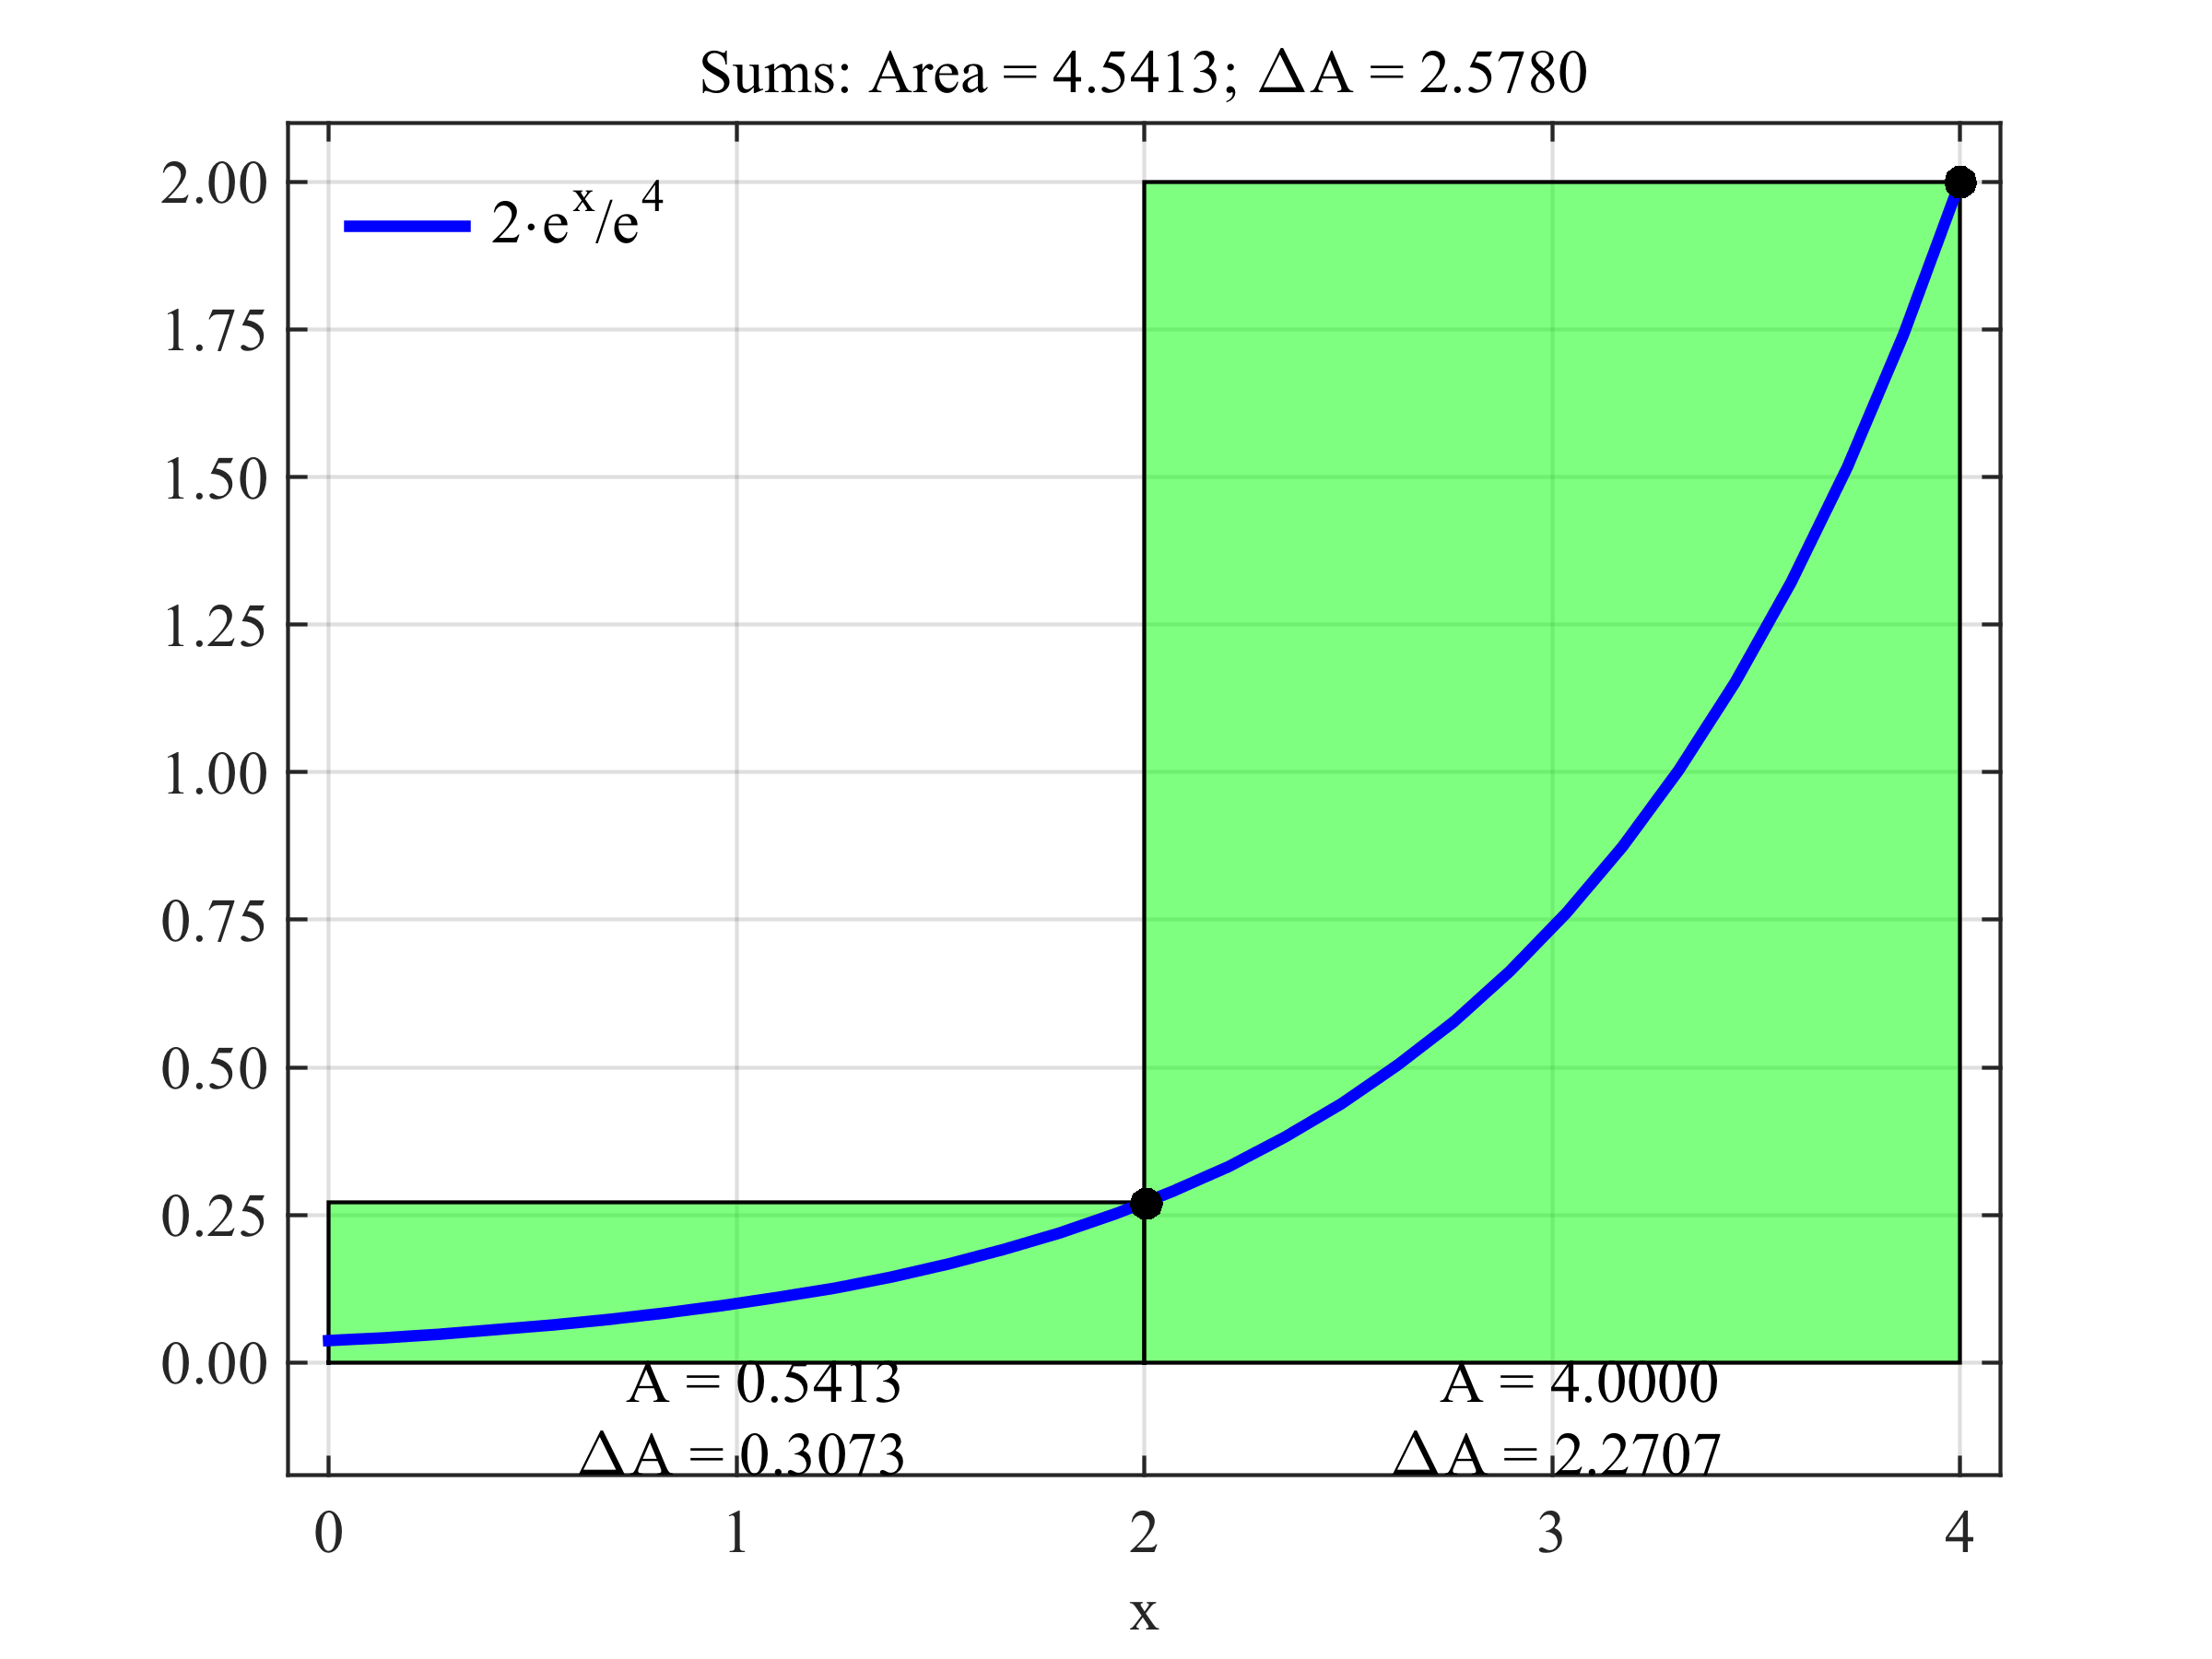 Sums: Area = 4.5413; ΔA = 2.5780
2.00
2·eˣ/e⁴
1.75
1.50
1.25
1.00
0.75
0.50
0.25
0.00
A = 0.5413
A = 4.0000
ΔA = 0.3073
ΔA = 2.2707
0 1 2 3 4
x